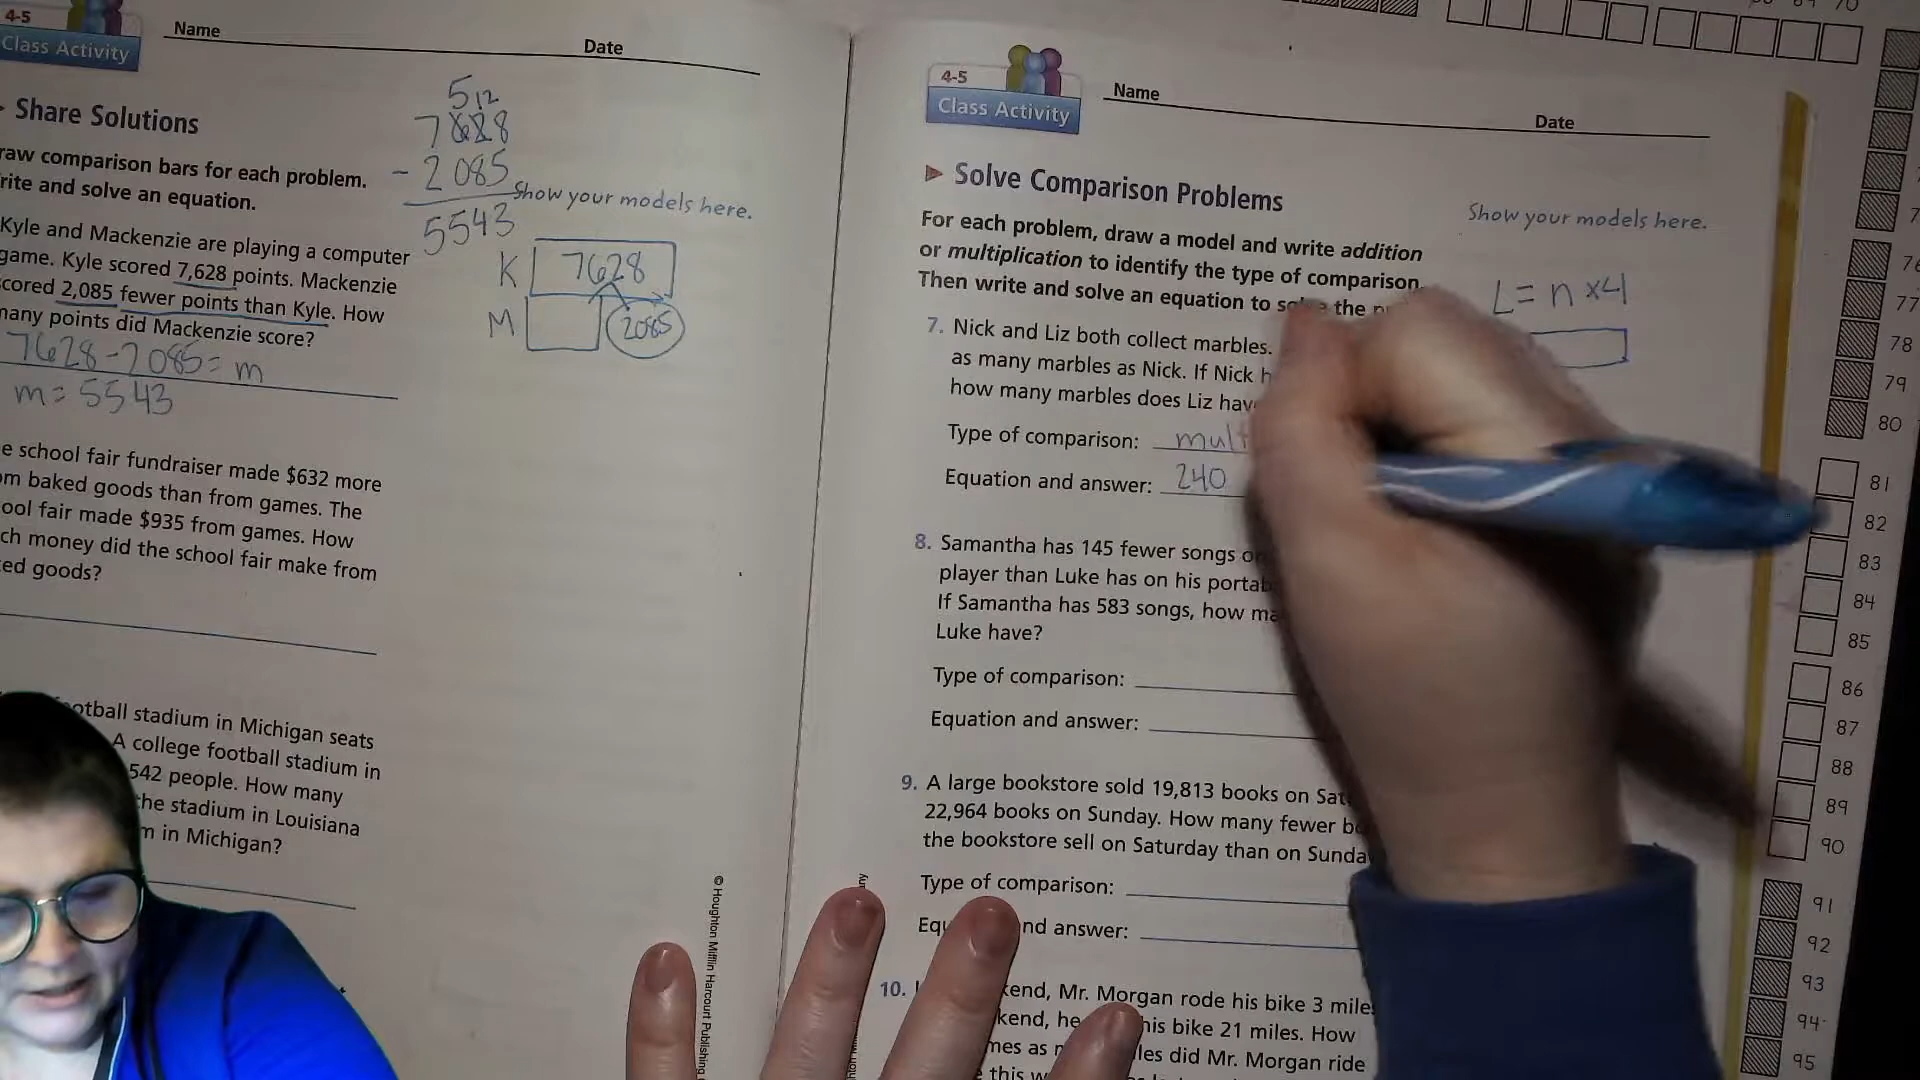 4-5
Class Activity
Name
Date
Share Solutions
raw comparison bars for each problem.
rite and solve an equation.
Kyle and Mackenzie are playing a computer
game. Kyle scored 7,628 points. Mackenzie
cored 2,085 fewer points than Kyle. How
many points did Mackenzie score?
7628-2085= m
m= 5543
5 12
7628
- 2085
5543
Show your models here.
K 7628
M 2085
e school fair fundraiser made $632 more
om baked goods than from games. The
ool fair made $935 from games. How
ch money did the school fair make from
ed goods?
otball stadium in Michigan seats
A college football stadium in
542 people. How many
he stadium in Louisiana
m in Michigan?
© Houghton Mifflin Harcourt Publishing
4-5
Class Activity
Name
Date
Solve Comparison Problems
Show your models here.
For each problem, draw a model and write addition
or multiplication to identify the type of comparison.
Then write and solve an equation to solve the
L = n x4
7. Nick and Liz both collect marbles.
as many marbles as Nick. If Nick
how many marbles does Liz hav
Type of comparison: mult
Equation and answer: 240
8. Samantha has 145 fewer songs o
player than Luke has on his portab
If Samantha has 583 songs, how ma
Luke have?
Type of comparison:
Equation and answer:
9. A large bookstore sold 19,813 books on Sat
22,964 books on Sunday. How many fewer b
the bookstore sell on Saturday than on Sunda
Type of comparison:
Equ nd answer:
10. kend, Mr. Morgan rode his bike 3 miles
kend, he his bike 21 miles. How
mes as les did Mr. Morgan ride
this w
70
76
77
78
79
80
81
82
83
84
85
86
87
88
89
90
91
92
93
94
95